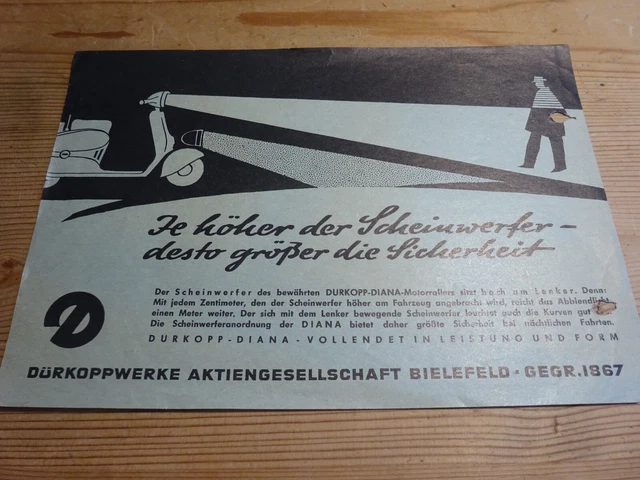 Je höher der Scheinwerfer –
desto größer die Sicherheit
Der Scheinwerfer des bewährten DÜRKOPP-DIANA-Motorrollers sitzt hoch am Lenker. Denn:
Mit jedem Zentimeter, den der Scheinwerfer höher am Fahrzeug angebracht wird, reicht das Abblendlicht
einen Meter weiter. Der sich mit dem Lenker bewegende Scheinwerfer leuchtet auch die Kurven gut
Die Scheinwerferanordnung der DIANA bietet daher größte Sicherheit bei nächtlichen Fahrten.
DÜRKOPP-DIANA - VOLLENDET IN LEISTUNG UND FORM
DÜRKOPPWERKE AKTIENGESELLSCHAFT BIELEFELD · GEGR. 1867